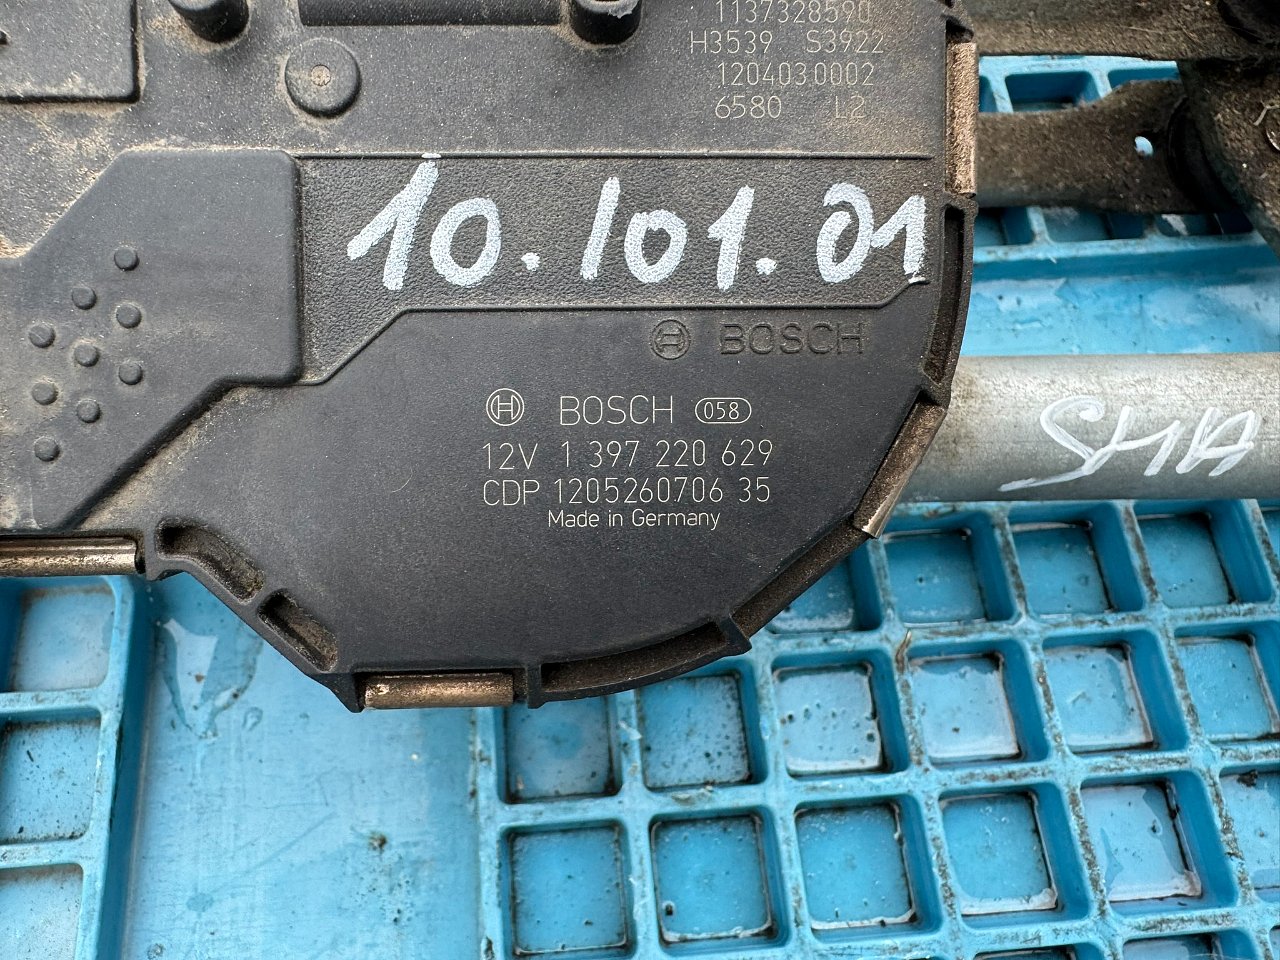 1137328590
H3539 S3922
120403.0002
6580 L2
10.101.01
BOSCH
BOSCH 058
12V 1 397 220 629
CDP 1205260706 35
Made in Germany